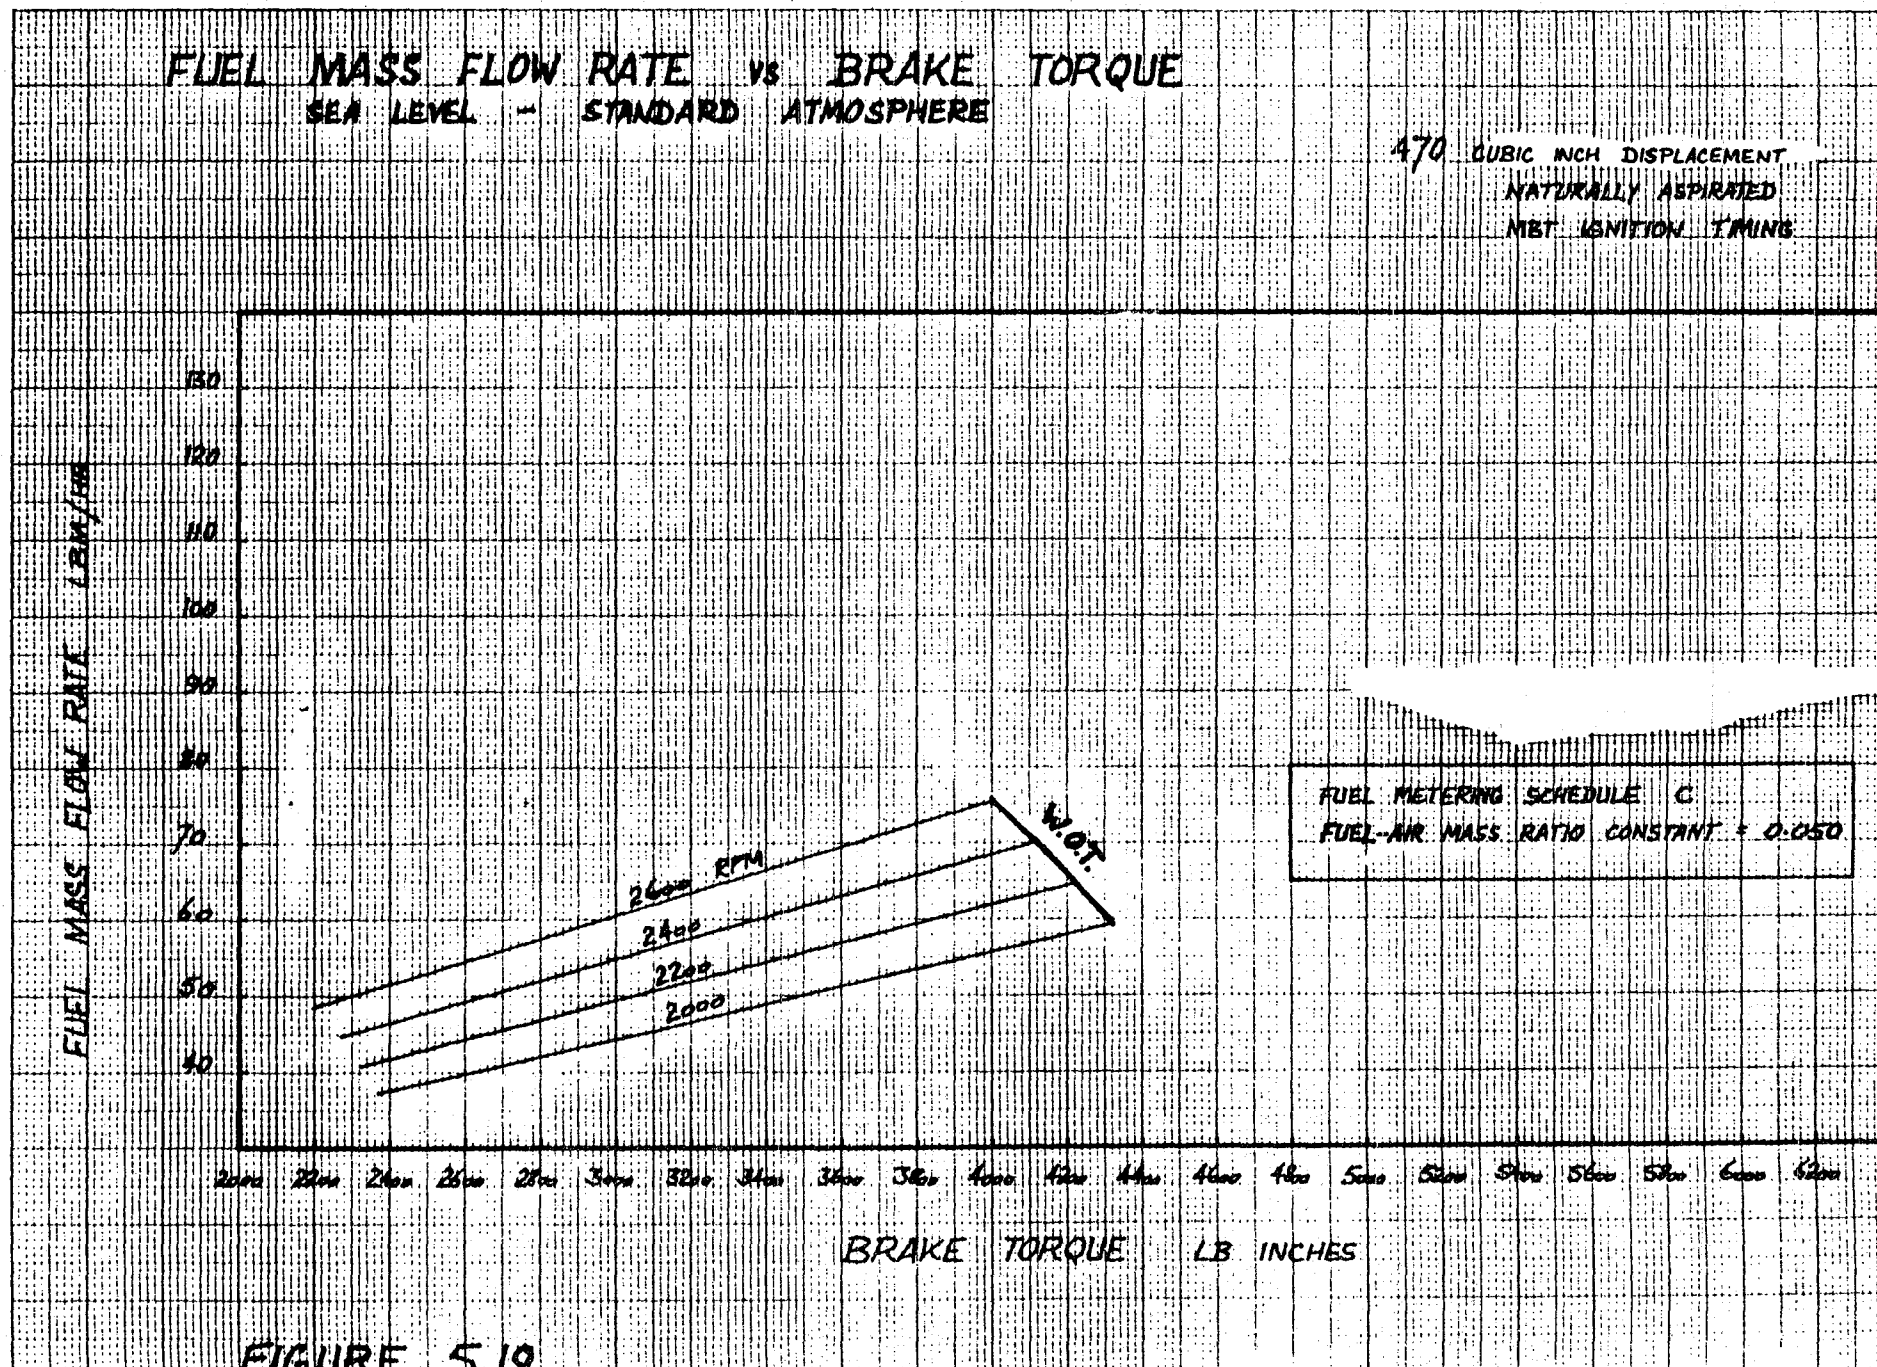 FUEL MASS FLOW RATE vs BRAKE TORQUE
SEA LEVEL - STANDARD ATMOSPHERE
470 CUBIC INCH DISPLACEMENT
NATURALLY ASPIRATED
MBT IGNITION TIMING
FUEL MASS FLOW RATE LBM/HR
130
120
110
100
90
80
70
60
50
40
2600 RPM
2400
2200
2000
W.O.T.
FUEL METERING SCHEDULE C
FUEL-AIR MASS RATIO CONSTANT = 0.050
2000 2200 2400 2600 2800 3000 3200 3400 3600 3800 4000 4200 4400 4600 4800 5000 5200 5400 5600 5800 6000 6200
BRAKE TORQUE LB INCHES
FIGURE 5.19